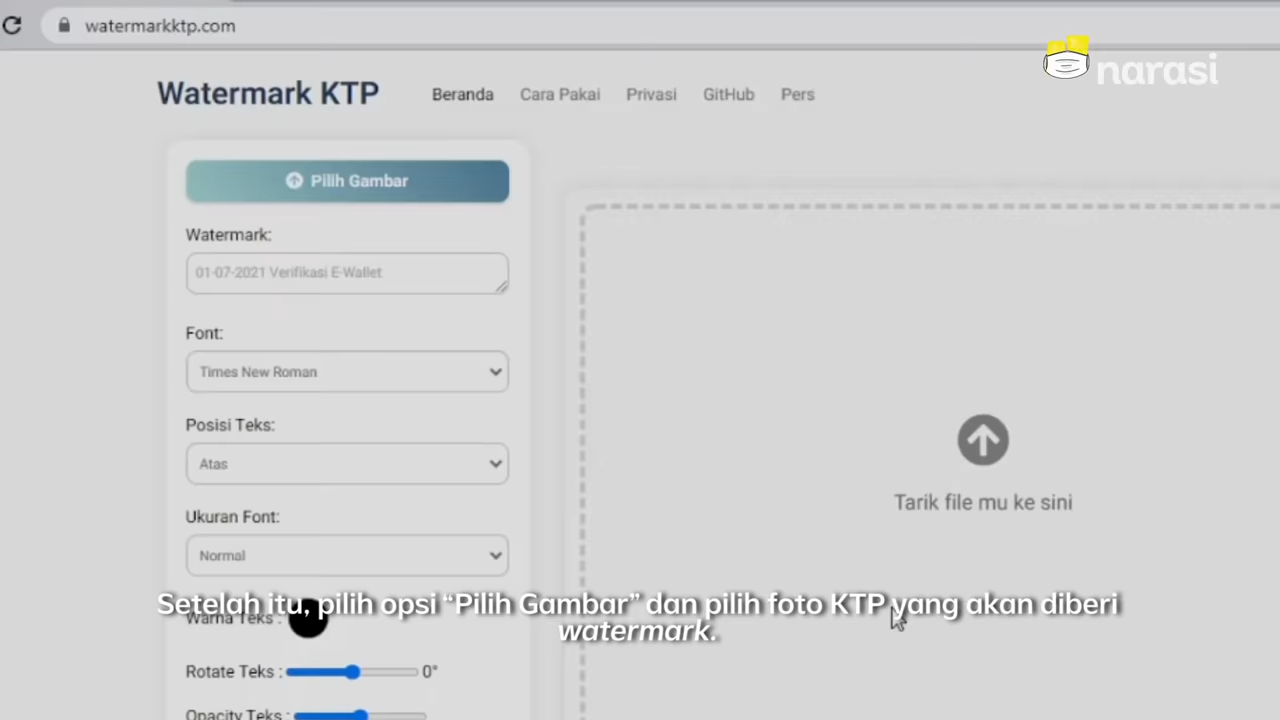 watermarkktp.com
narasi
Watermark KTP
Beranda
Cara Pakai
Privasi
GitHub
Pers
Pilih Gambar
Watermark:
01-07-2021 Verifikasi E-Wallet
Font:
Times New Roman
Posisi Teks:
Atas
Ukuran Font:
Normal
Tarik file mu ke sini
Setelah itu, pilih opsi “Pilih Gambar” dan pilih foto KTP yang akan diberi
watermark.
Warna Teks :
Rotate Teks : 0°
Opacity Teks :